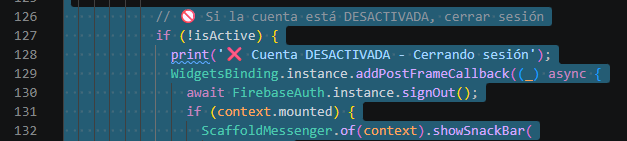 125
126 // 🚫 Si la cuenta está DESACTIVADA, cerrar sesión
127 if (!isActive) {
128 print('❌ Cuenta DESACTIVADA - Cerrando sesión');
129 WidgetsBinding.instance.addPostFrameCallback((_) async {
130 await FirebaseAuth.instance.signOut();
131 if (context.mounted) {
132 ScaffoldMessenger.of(context).showSnackBar(